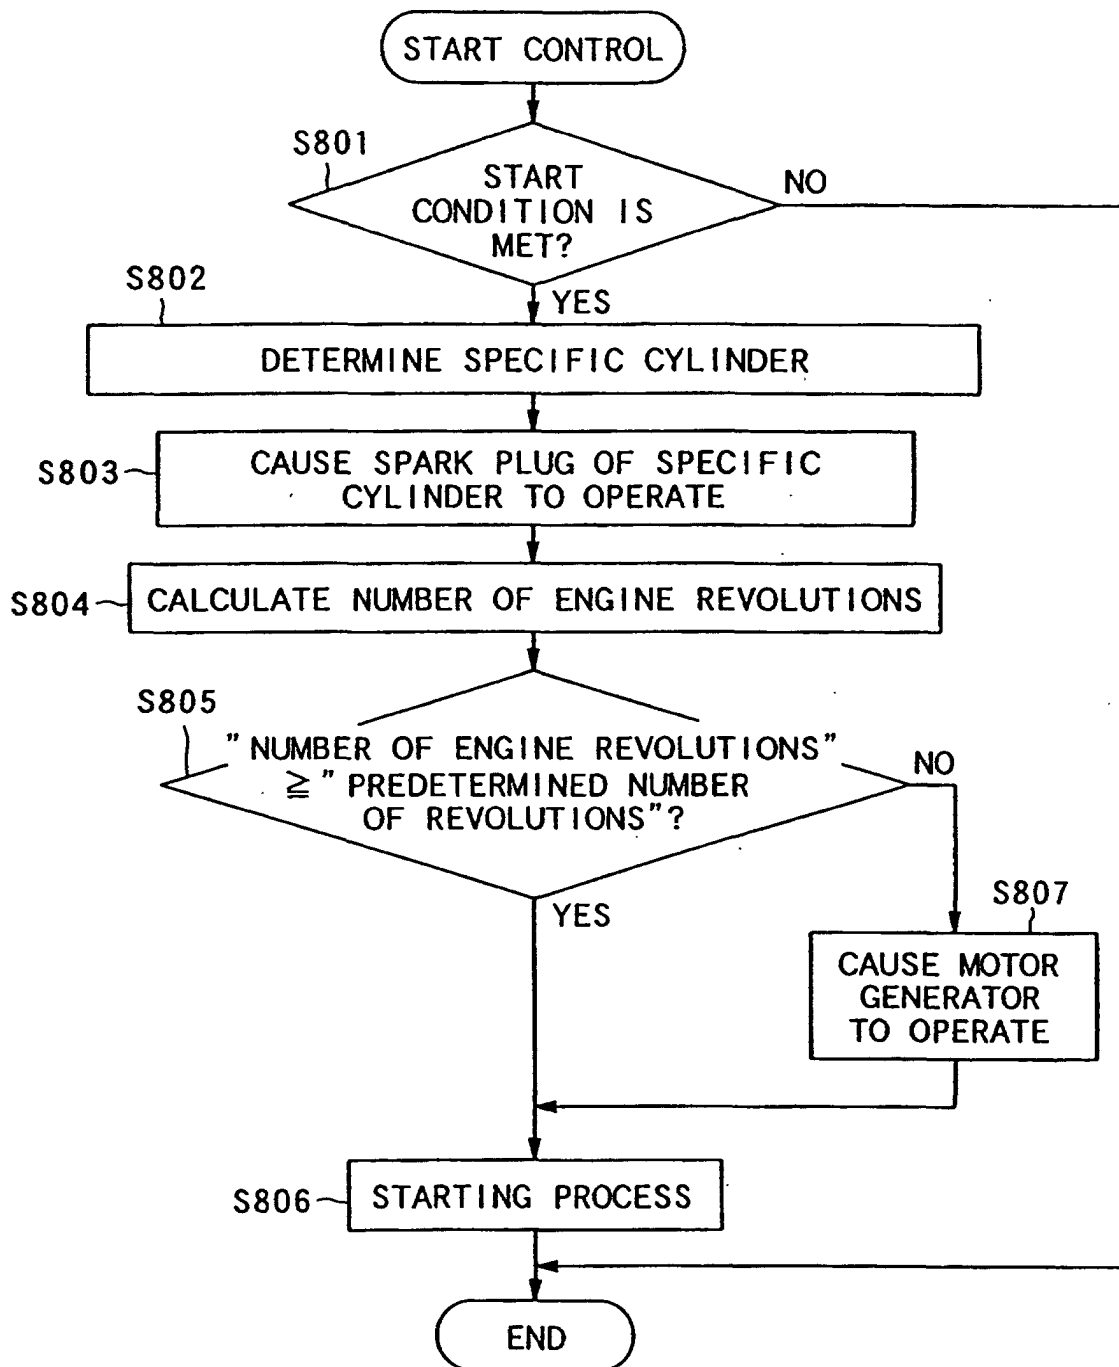 START CONTROL
S801
START
CONDITION IS
MET?
NO
YES
S802
DETERMINE SPECIFIC CYLINDER
S803
CAUSE SPARK PLUG OF SPECIFIC
CYLINDER TO OPERATE
S804
CALCULATE NUMBER OF ENGINE REVOLUTIONS
S805
"NUMBER OF ENGINE REVOLUTIONS"
≧"PREDETERMINED NUMBER
OF REVOLUTIONS"?
NO
YES
S807
CAUSE MOTOR
GENERATOR
TO OPERATE
S806
STARTING PROCESS
END